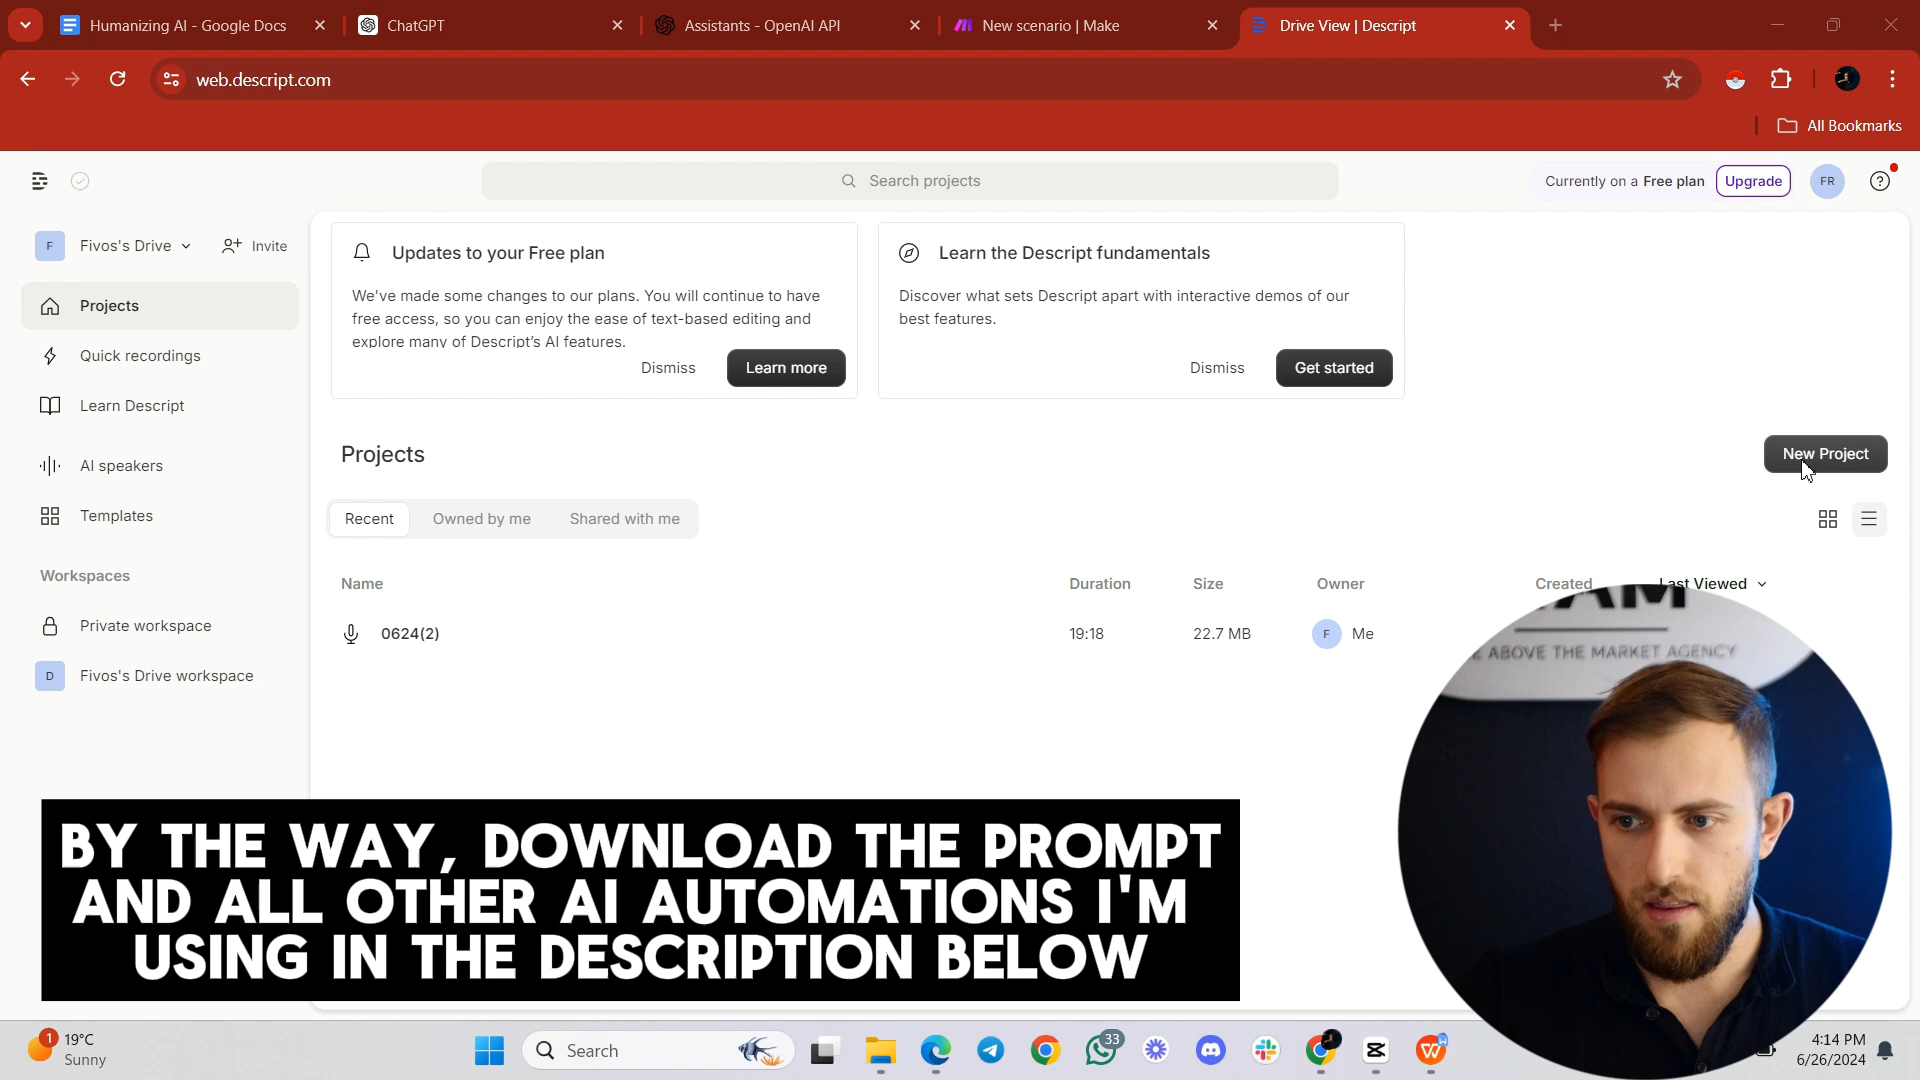 Humanizing AI - Google Docs
ChatGPT
Assistants - OpenAI API
New scenario | Make
Drive View | Descript
web.descript.com
All Bookmarks
Search projects
Currently on a Free plan
Upgrade
FR
F
Fivos's Drive
Invite
Projects
Quick recordings
Learn Descript
AI speakers
Templates
Workspaces
Private workspace
D
Fivos's Drive workspace
Updates to your Free plan
We've made some changes to our plans. You will continue to have
free access, so you can enjoy the ease of text-based editing and
explore many of Descript's AI features.
Dismiss
Learn more
Learn the Descript fundamentals
Discover what sets Descript apart with interactive demos of our
best features.
Dismiss
Get started
Projects
New Project
Recent
Owned by me
Shared with me
Name
Duration
Size
Owner
Created
Last Viewed
0624(2)
19:18
22.7 MB
F
Me
ABOVE THE MARKET AGENCY
BY THE WAY, DOWNLOAD THE PROMPT
AND ALL OTHER AI AUTOMATIONS I'M
USING IN THE DESCRIPTION BELOW
1
19°C
Sunny
Search
33
4:14 PM
6/26/2024